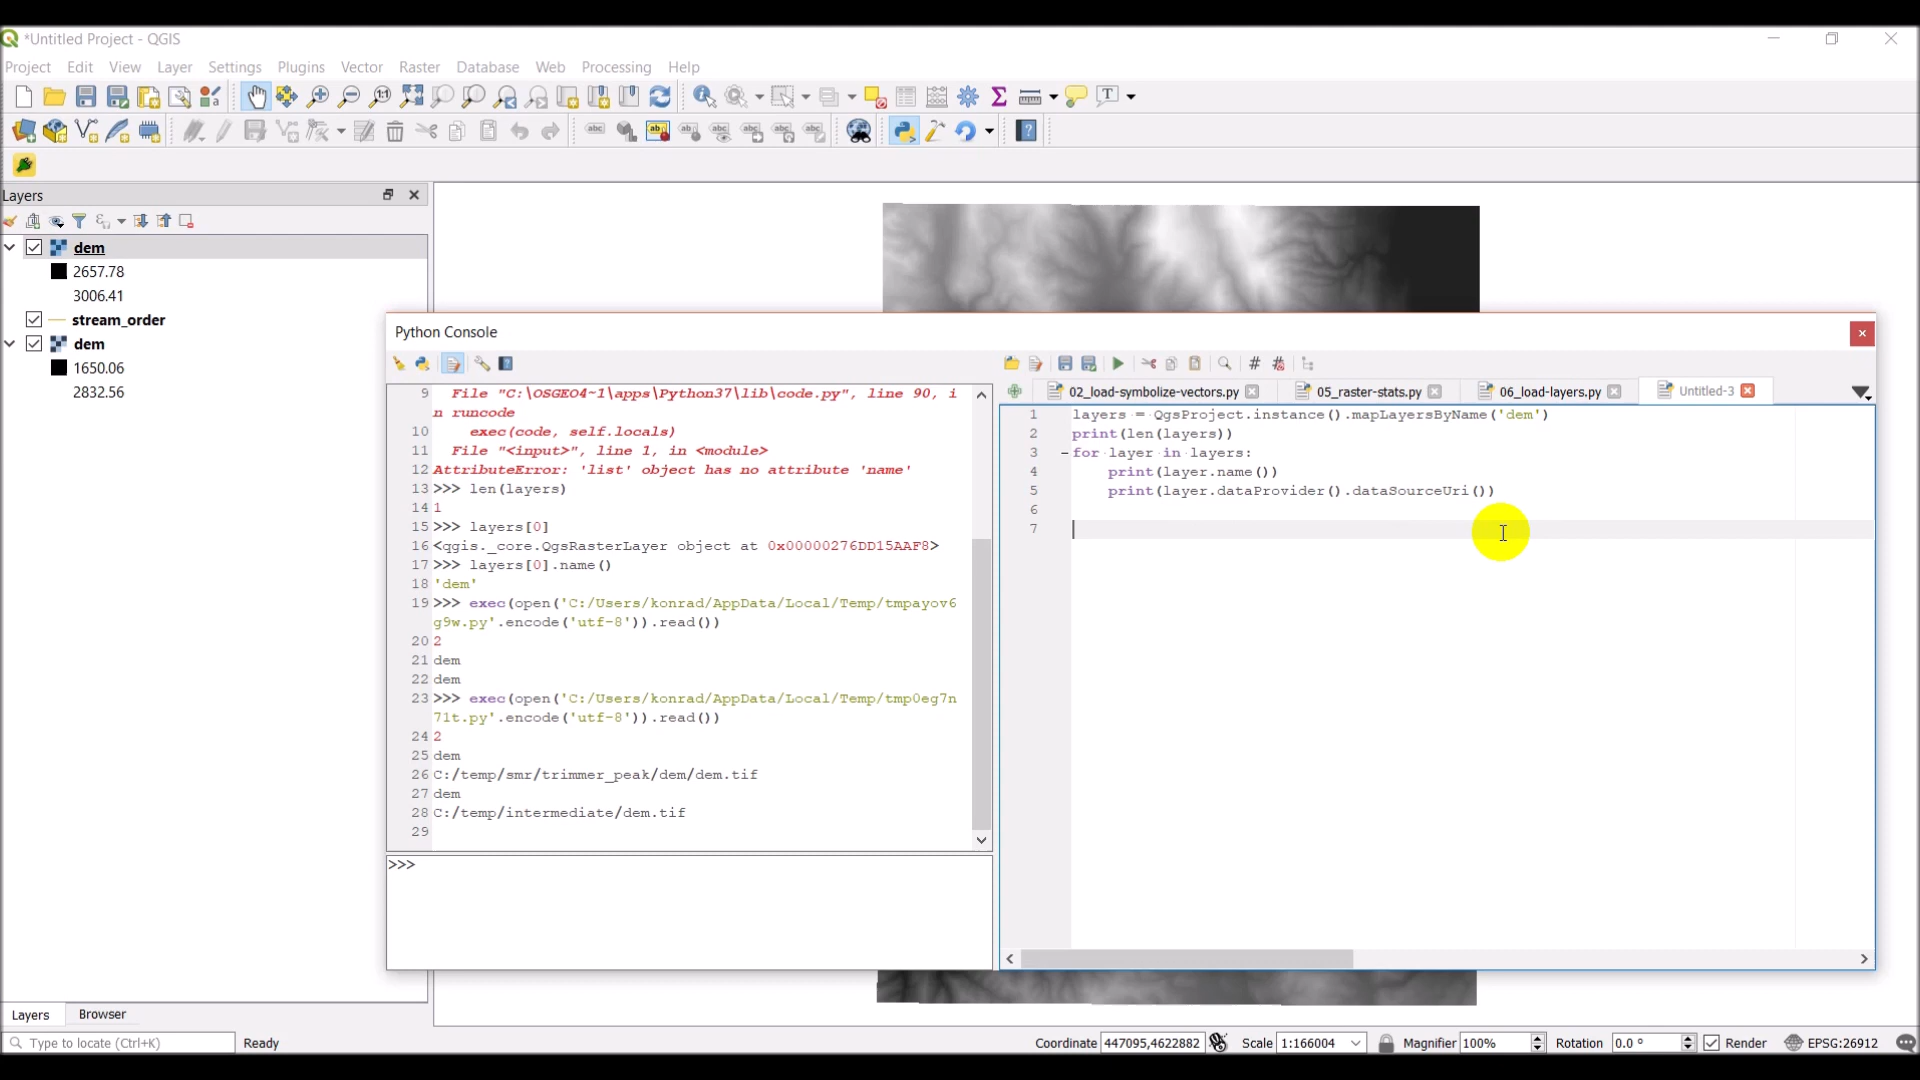 *Untitled Project - QGIS
Project Edit View Layer Settings Plugins Vector Raster Database Web Processing Help
Layers
dem
2657.78
3006.41
stream_order
dem
1650.06
2832.56
Python Console
9 File "C:\OSGEO4~1\apps\Python37\lib\code.py", line 90, i
n runcode
10 exec(code, self.locals)
11 File "<input>", line 1, in <module>
12 AttributeError: 'list' object has no attribute 'name'
13 >>> len(layers)
14 1
15 >>> layers[0]
16 <qgis._core.QgsRasterLayer object at 0x00000276DD15AAF8>
17 >>> layers[0].name()
18 'dem'
19 >>> exec(open('C:/Users/konrad/AppData/Local/Temp/tmpayov6
g9w.py'.encode('utf-8')).read())
20 2
21 dem
22 dem
23 >>> exec(open('C:/Users/konrad/AppData/Local/Temp/tmp0eg7n
71t.py'.encode('utf-8')).read())
24 2
25 dem
26 C:/temp/smr/trimmer_peak/dem/dem.tif
27 dem
28 C:/temp/intermediate/dem.tif
29
>>>
02_load-symbolize-vectors.py 05_raster-stats.py 06_load-layers.py Untitled-3
1 layers = QgsProject.instance().mapLayersByName('dem')
2 print(len(layers))
3 for layer in layers:
4 print(layer.name())
5 print(layer.dataProvider().dataSourceUri())
6
7
Layers Browser
Type to locate (Ctrl+K) Ready Coordinate 447095,4622882 Scale 1:166004 Magnifier 100% Rotation 0.0 ° Render EPSG:26912